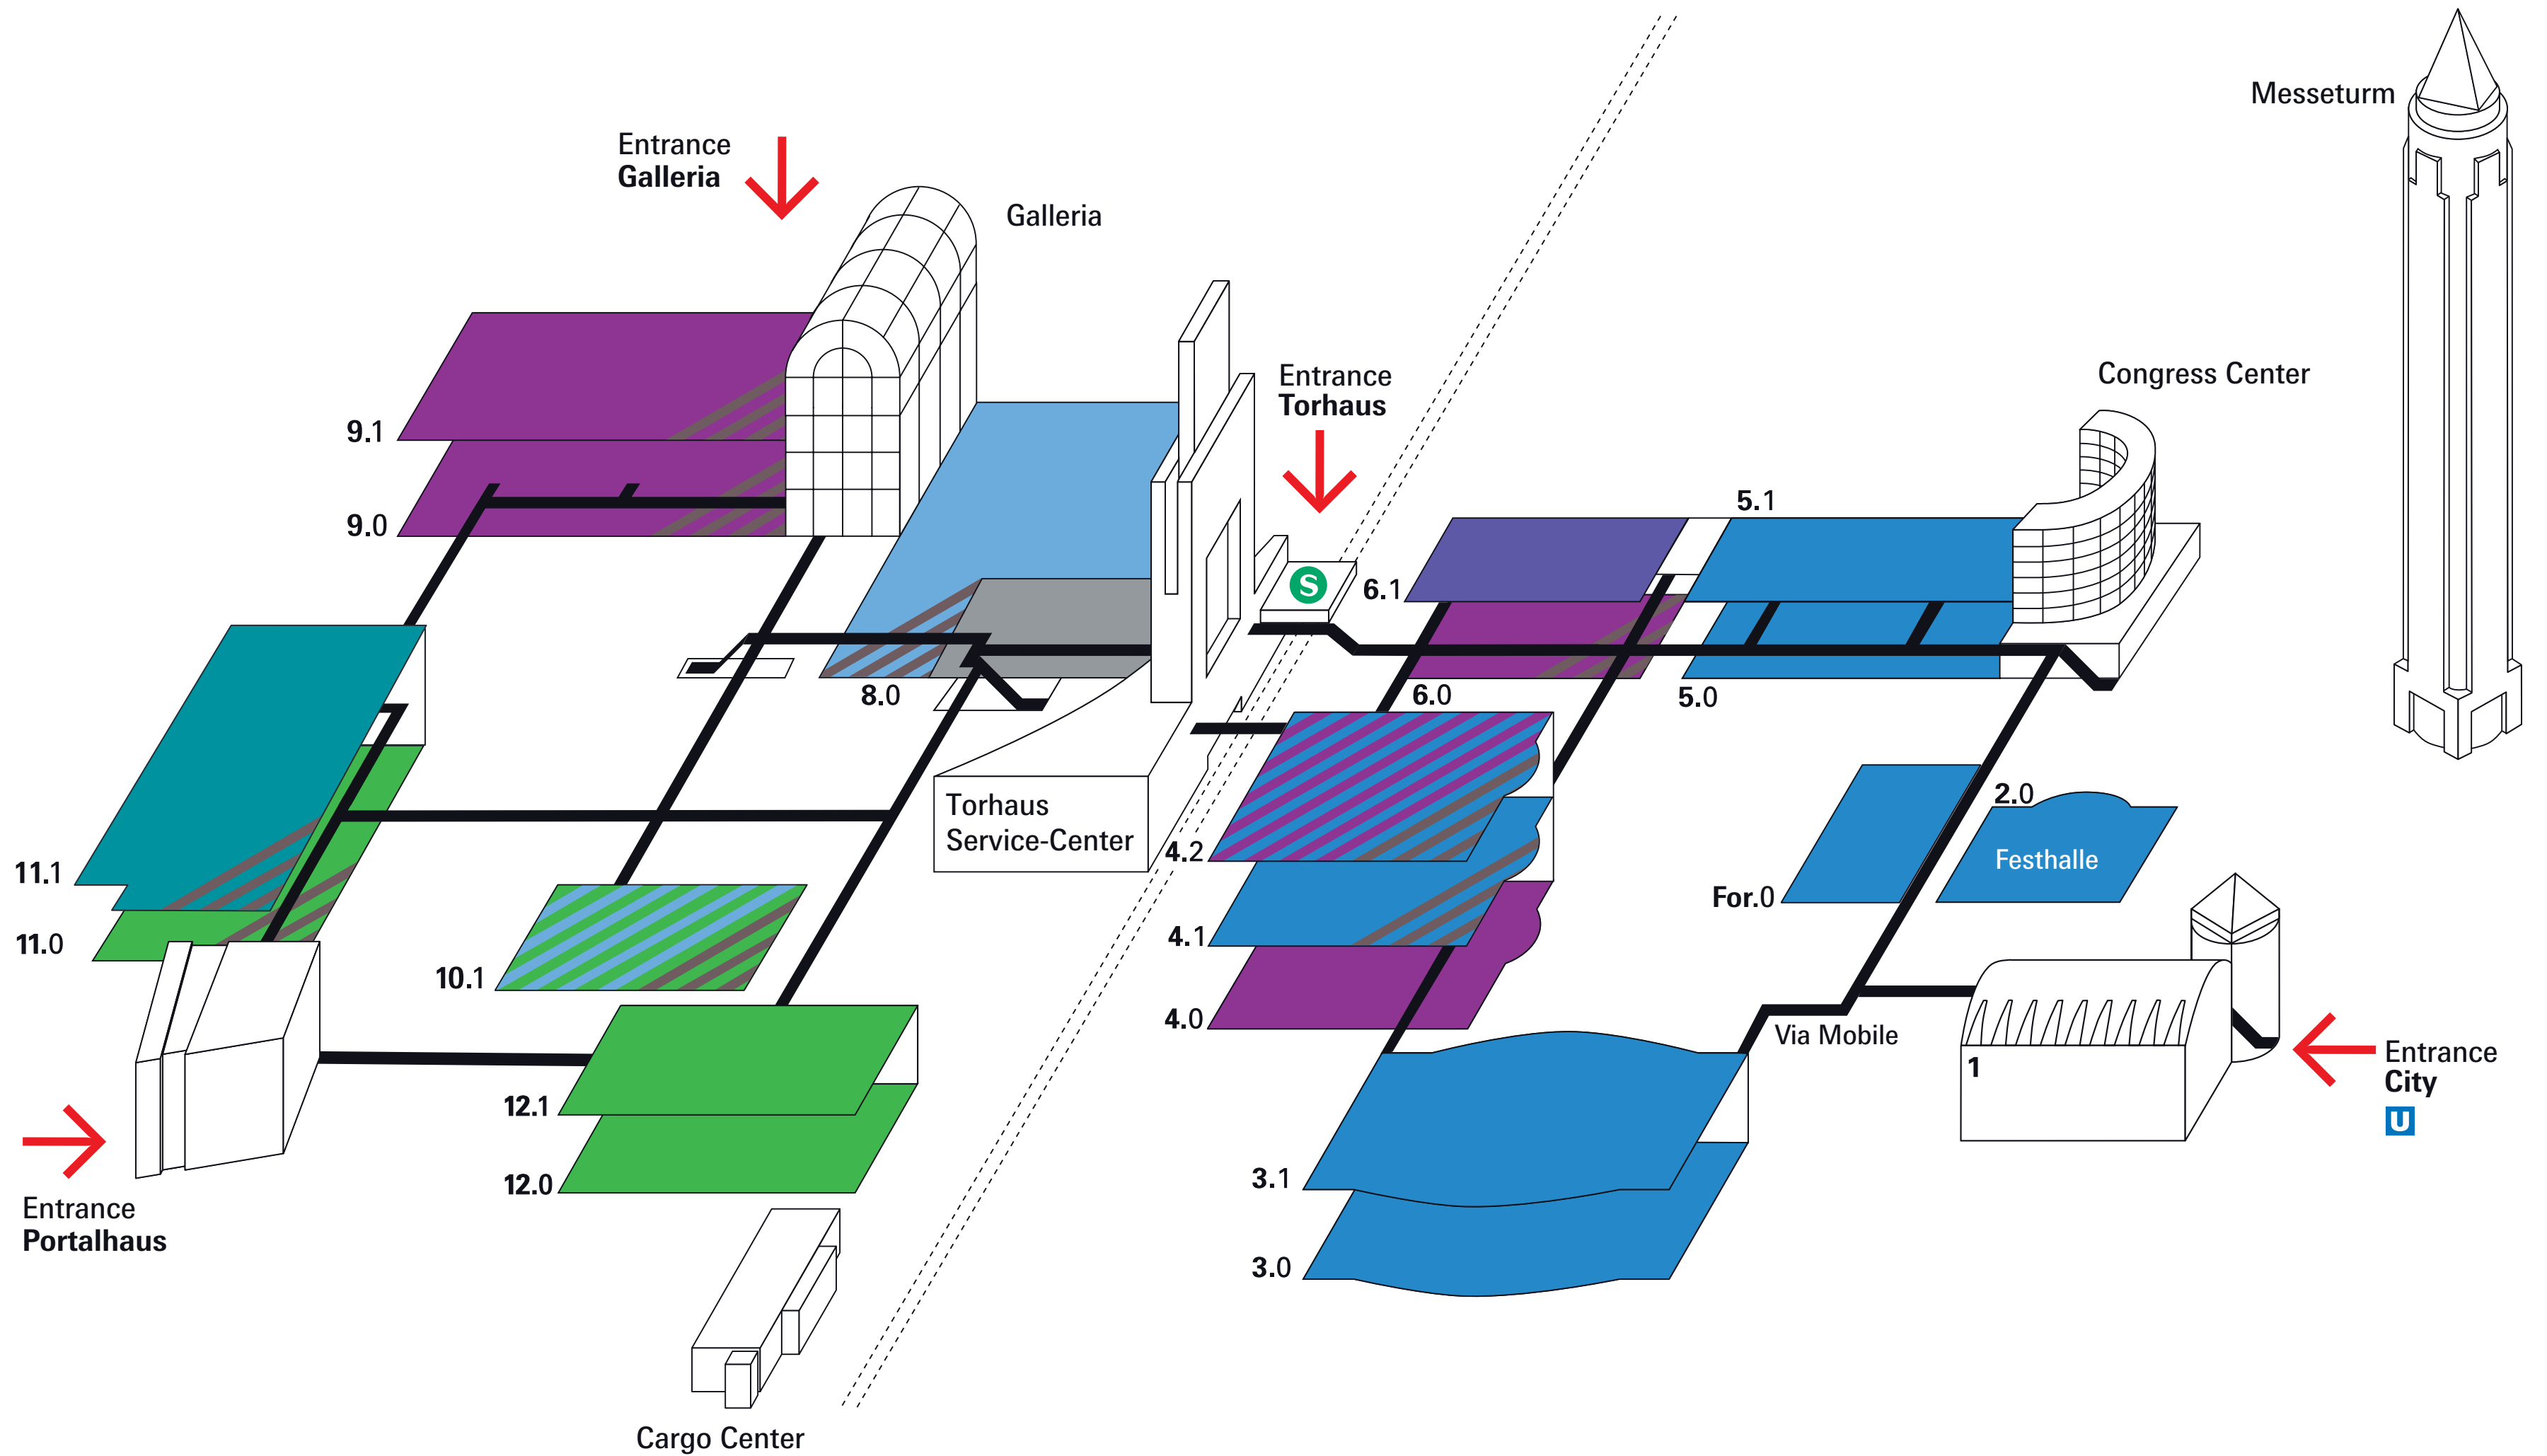 Messeturm
Entrance
Galleria
Galleria
Entrance
Torhaus
Congress Center
9.1
9.0
5.1
S
6.1
8.0
6.0
5.0
Torhaus
Service-Center
2.0
Festhalle
4.2
11.1
For.0
4.1
11.0
10.1
4.0
Via Mobile
1
Entrance
City
U
12.1
12.0
3.1
3.0
Entrance
Portalhaus
Cargo Center